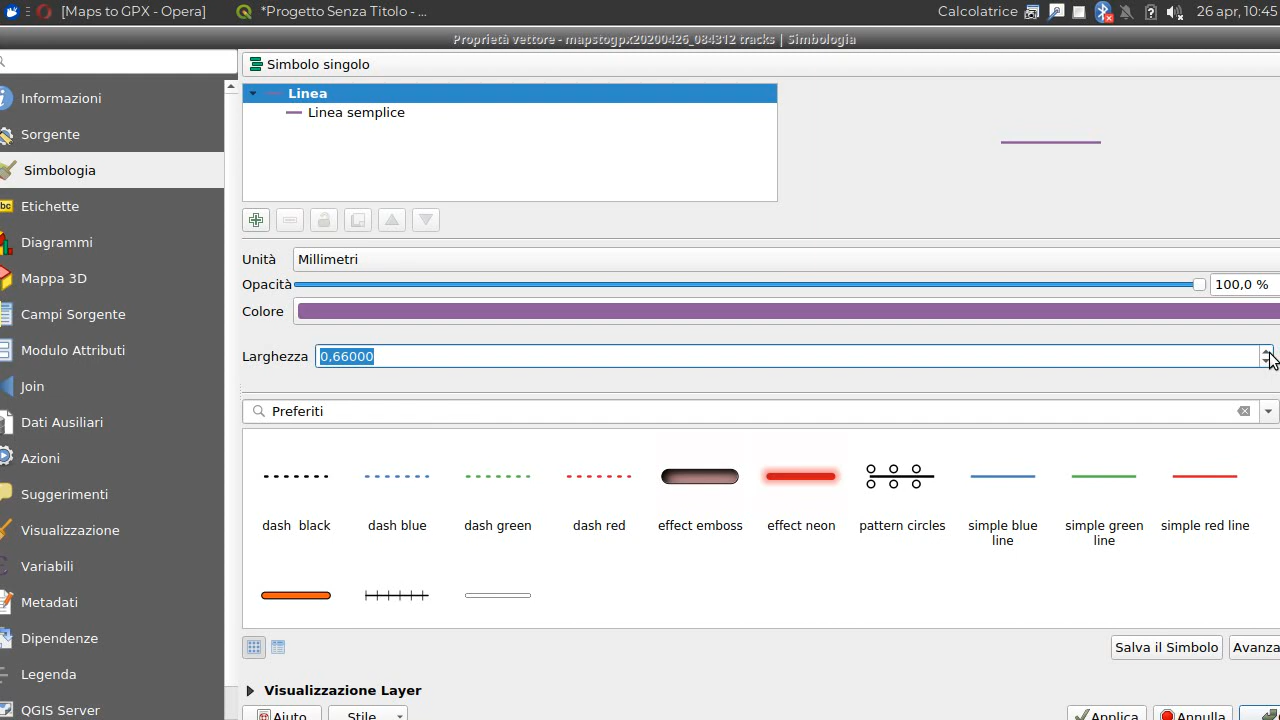 [Maps to GPX - Opera]
*Progetto Senza Titolo - ...
Calcolatrice
26 apr, 10:45
Proprietà vettore - mapstogpx20200426_084312 tracks | Simbologia
Informazioni
Sorgente
Simbologia
Etichette
Diagrammi
Mappa 3D
Campi Sorgente
Modulo Attributi
Join
Dati Ausiliari
Azioni
Suggerimenti
Visualizzazione
Variabili
Metadati
Dipendenze
Legenda
QGIS Server
Simbolo singolo
Linea
Linea semplice
Unità Millimetri
Opacità 100,0 %
Colore
Larghezza 0,66000
Preferiti
dash black
dash blue
dash green
dash red
effect emboss
effect neon
pattern circles
simple blue
line
simple green
line
simple red line
Salva il Simbolo
Avanza
Visualizzazione Layer
Aiuto
Stile
Applica
Annulla